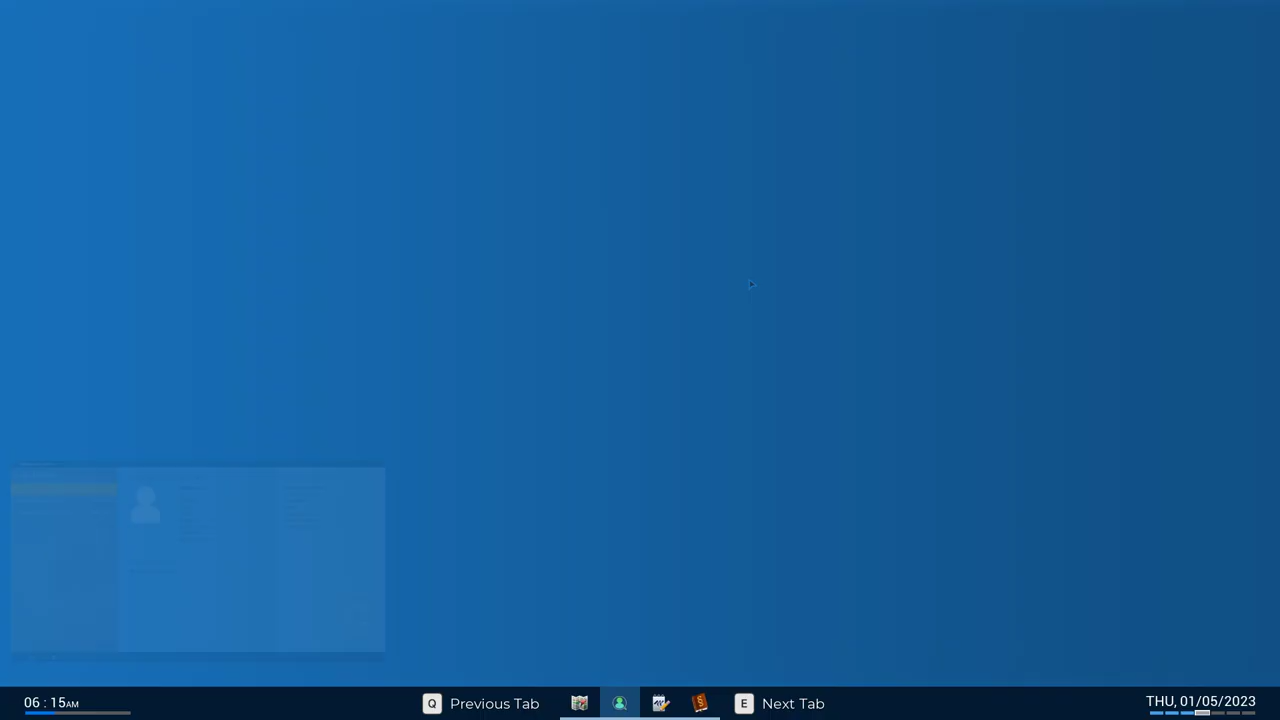 06 : 15AM
Q Previous Tab
E Next Tab
THU, 01/05/2023